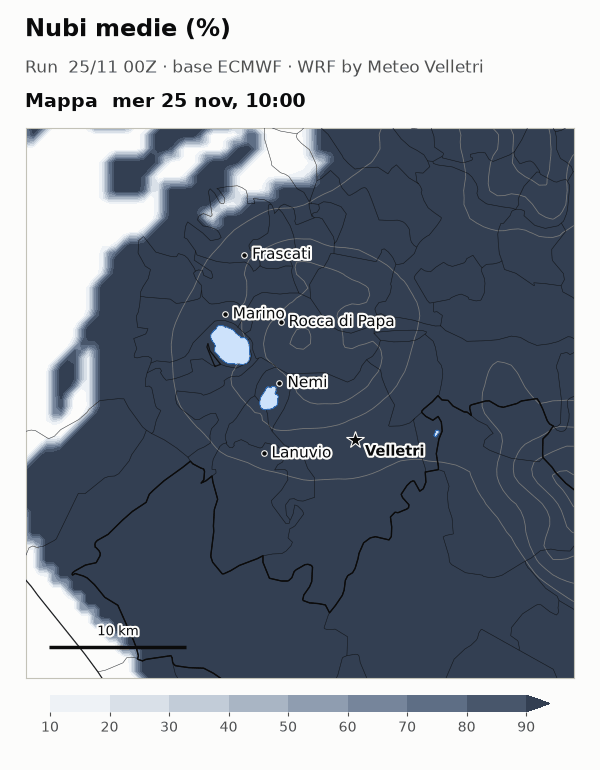 Nubi medie (%)
Run  25/11 00Z · base ECMWF · WRF by Meteo Velletri
Mappa  mer 25 nov, 10:00
Frascati
Marino
Rocca di Papa
Nemi
Velletri
Lanuvio
10 km
10 20 30 40 50 60 70 80 90